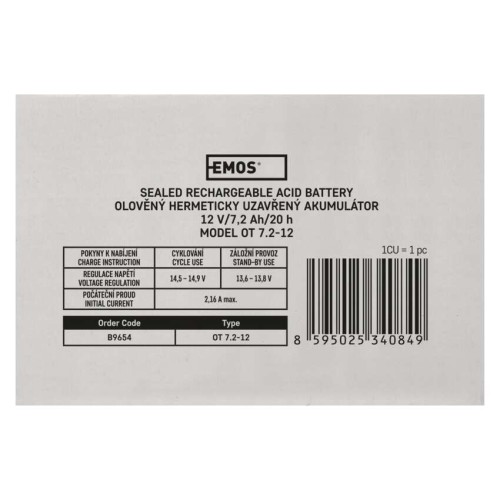 EMOS®
SEALED RECHARGEABLE ACID BATTERY
OLOVĚNÝ HERMETICKY UZAVŘENÝ AKUMULÁTOR
12 V/7,2 Ah/20 h
MODEL OT 7.2-12
1CU = 1 pc
POKYNY K NABÍJENÍ CYKLOVÁNÍ ZÁLOŽNÍ PROVOZ
CHARGE INSTRUCTION CYCLE USE STAND-BY USE
REGULACE NAPĚTÍ
VOLTAGE REGULATION 14,5 – 14,9 V 13,6 – 13,8 V
POČÁTEČNÍ PROUD
INITIAL CURRENT 2,16 A max.
Order Code Type
B9654 OT 7.2-12
8 595025 340849